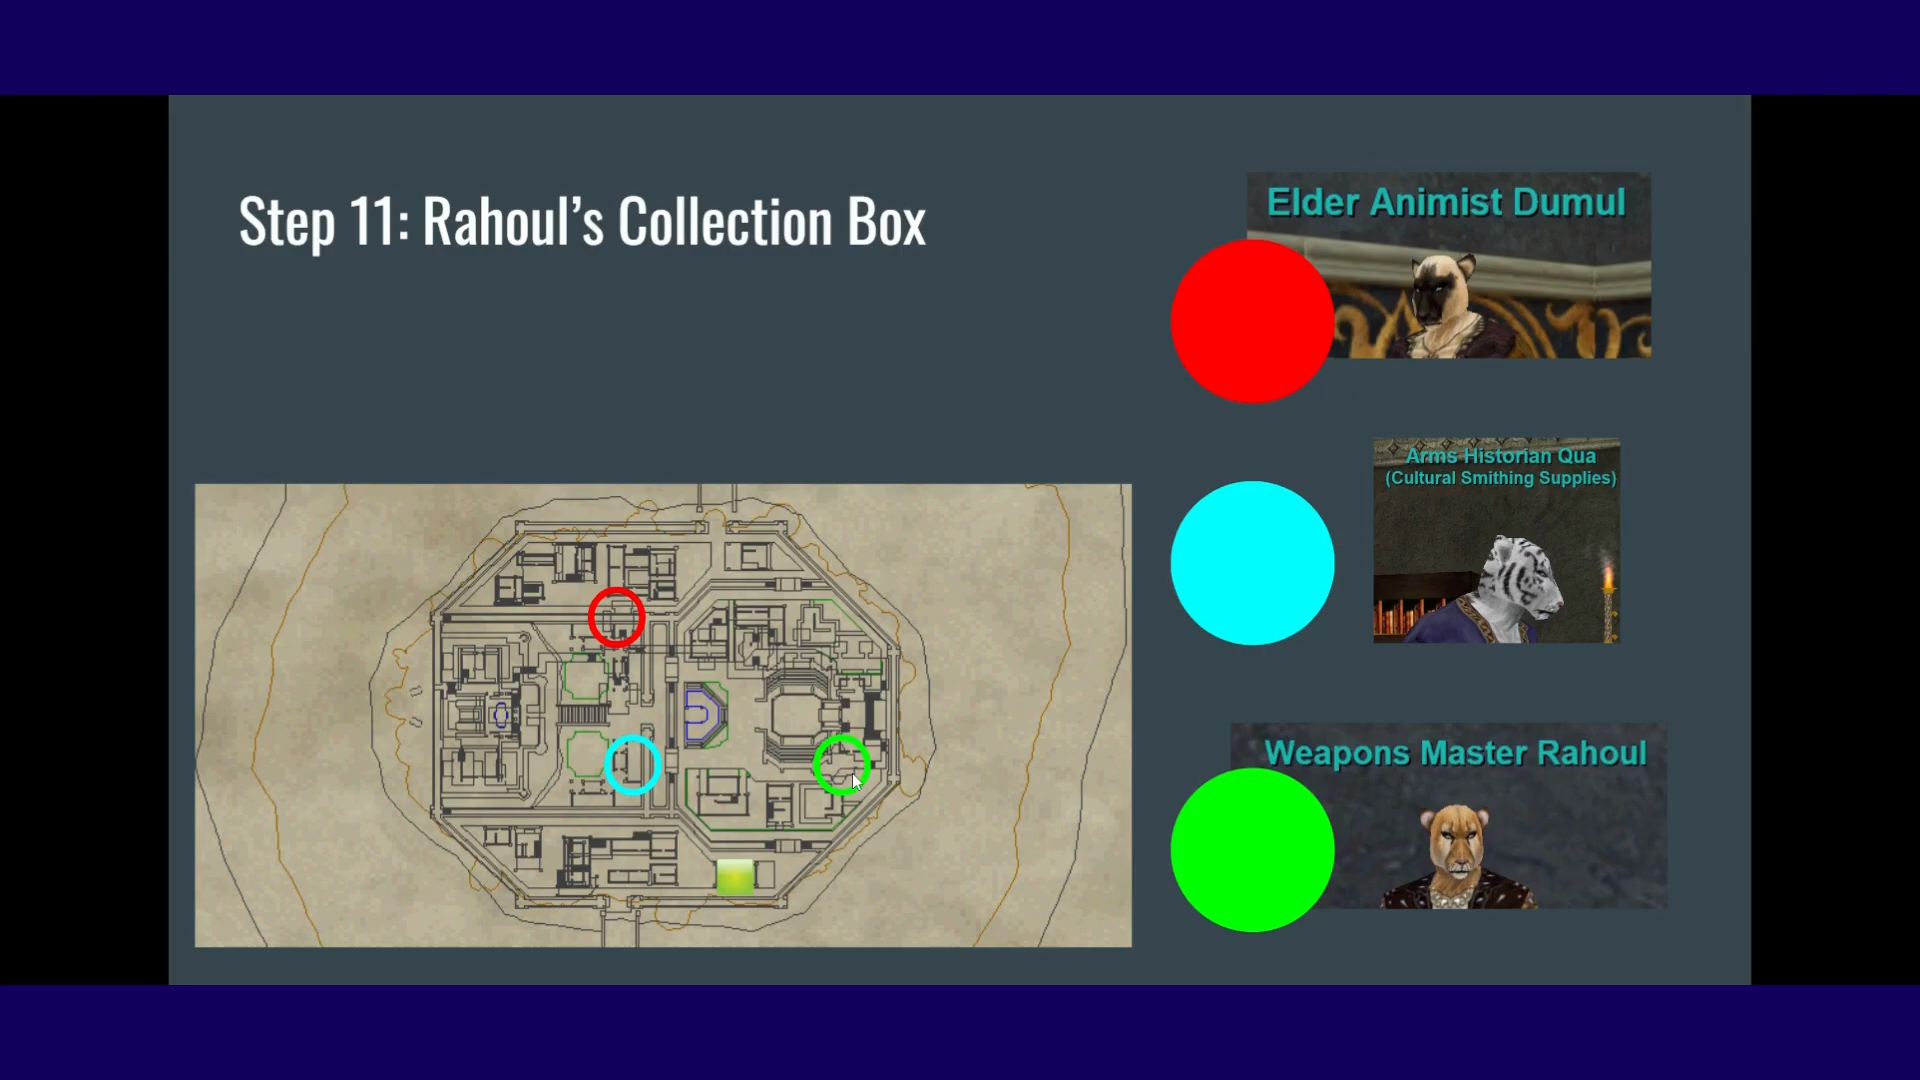 Step 11: Rahoul's Collection Box
Elder Animist Dumul
Arms Historian Qua
(Cultural Smithing Supplies)
Weapons Master Rahoul